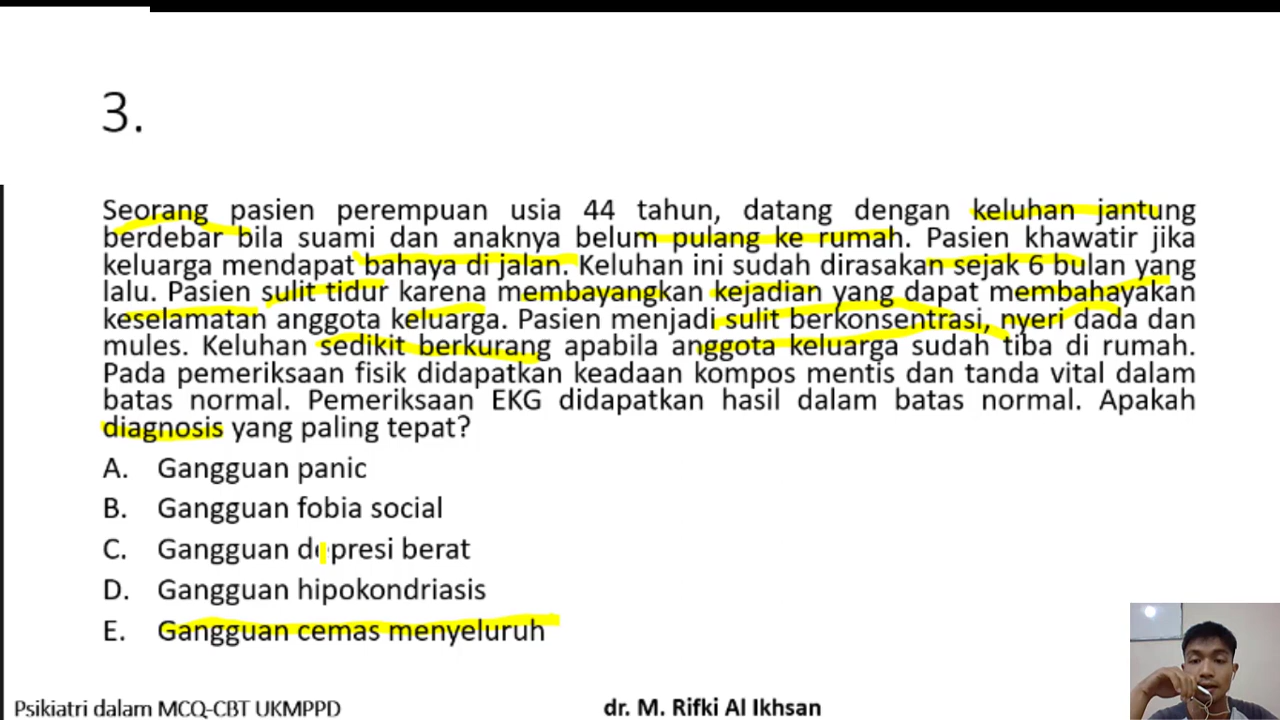 3.
Seorang pasien perempuan usia 44 tahun, datang dengan keluhan jantung
berdebar bila suami dan anaknya belum pulang ke rumah. Pasien khawatir jika
keluarga mendapat bahaya di jalan. Keluhan ini sudah dirasakan sejak 6 bulan yang
lalu. Pasien sulit tidur karena membayangkan kejadian yang dapat membahayakan
keselamatan anggota keluarga. Pasien menjadi sulit berkonsentrasi, nyeri dada dan
mules. Keluhan sedikit berkurang apabila anggota keluarga sudah tiba di rumah.
Pada pemeriksaan fisik didapatkan keadaan kompos mentis dan tanda vital dalam
batas normal. Pemeriksaan EKG didapatkan hasil dalam batas normal. Apakah
diagnosis yang paling tepat?
A. Gangguan panic
B. Gangguan fobia social
C. Gangguan depresi berat
D. Gangguan hipokondriasis
E. Gangguan cemas menyeluruh
Psikiatri dalam MCQ-CBT UKMPPD
dr. M. Rifki Al Ikhsan